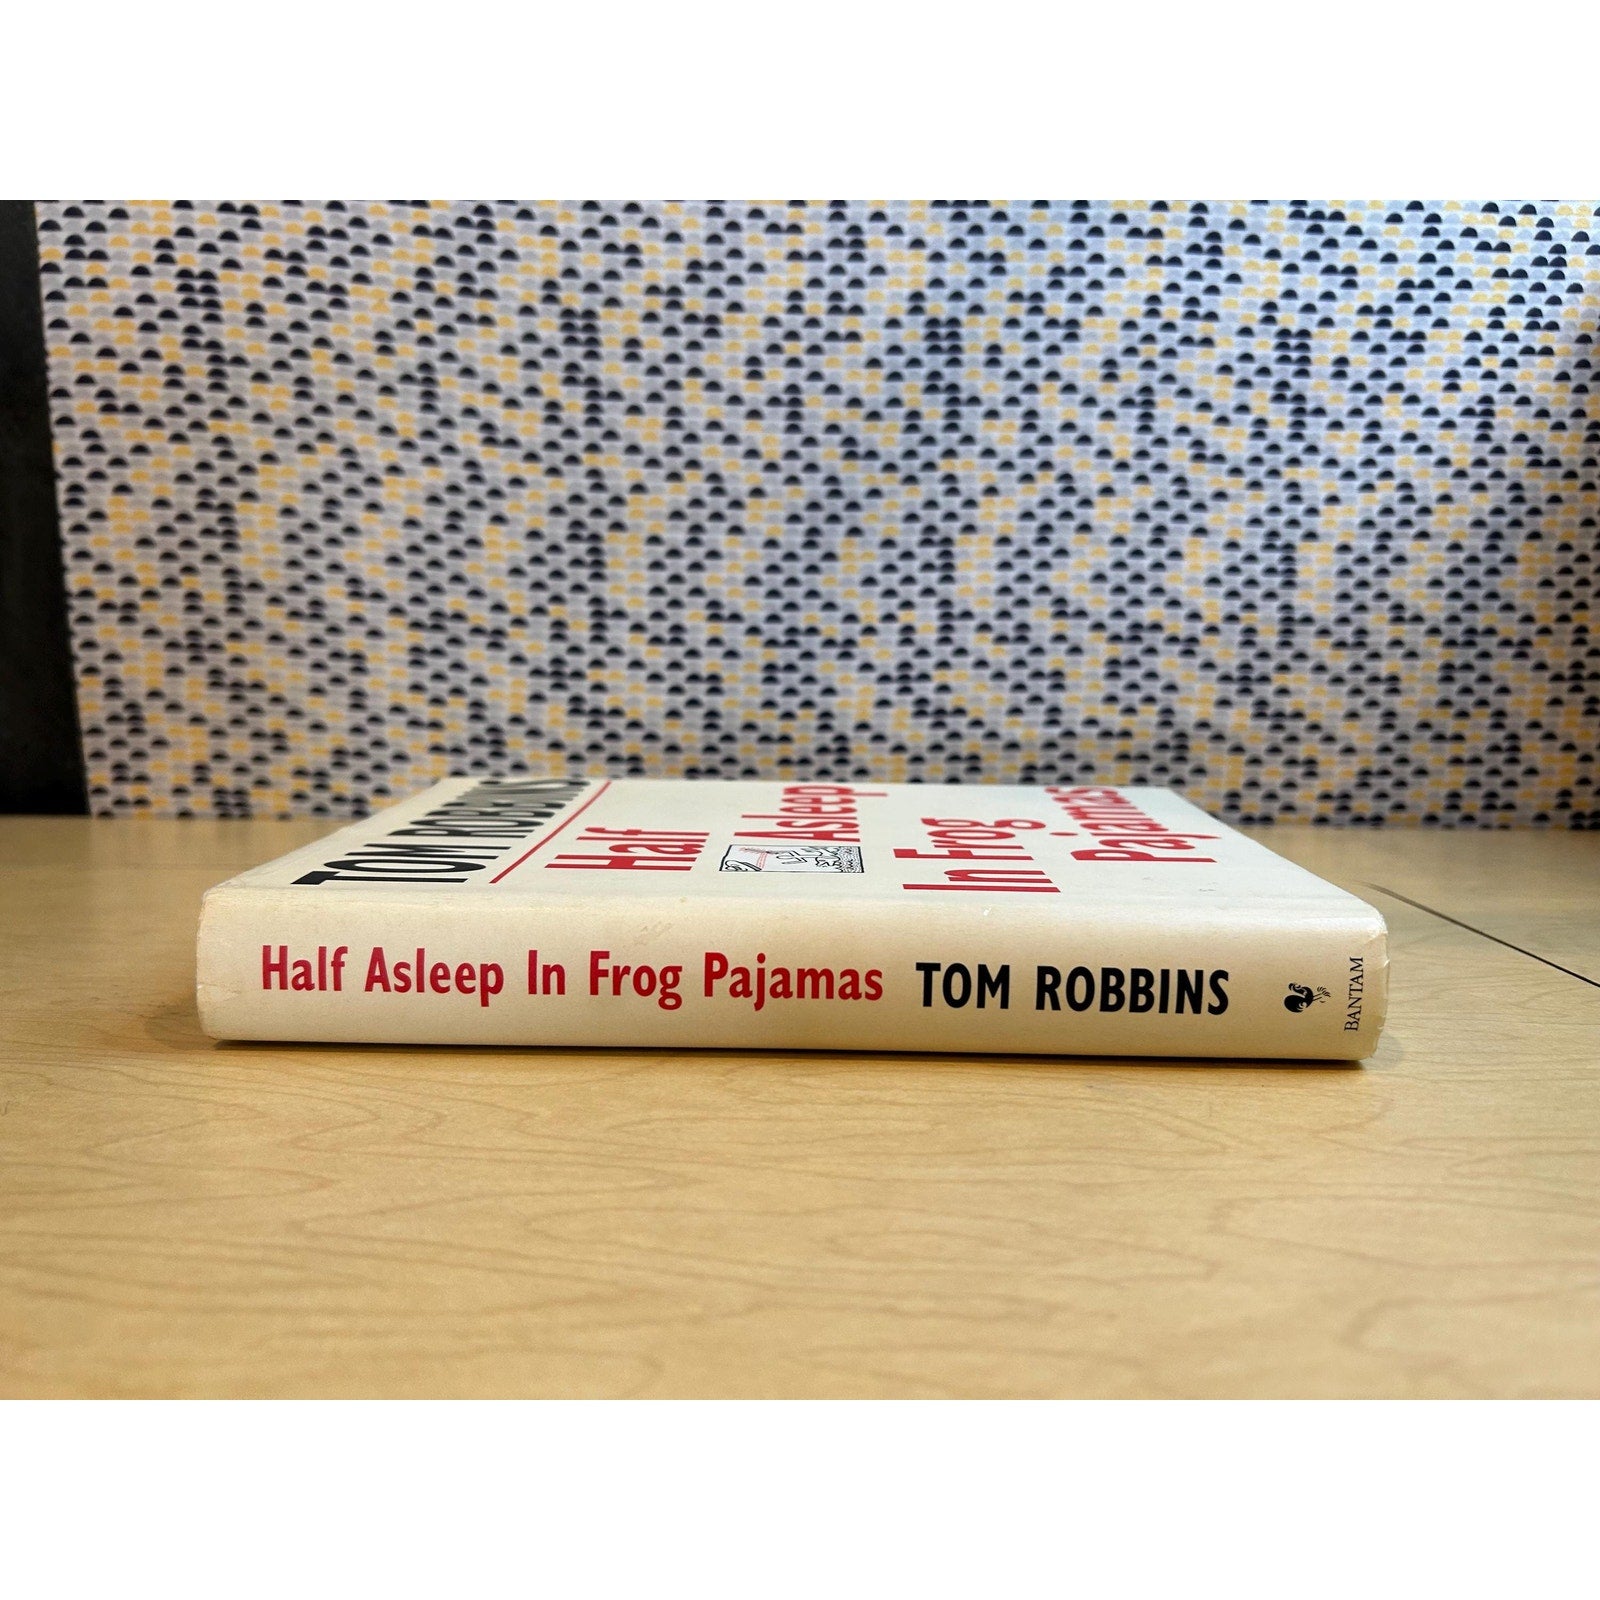 TOM ROBBINS
Half
Asleep
In Frog
Pajamas
Half Asleep In Frog Pajamas TOM ROBBINS BANTAM